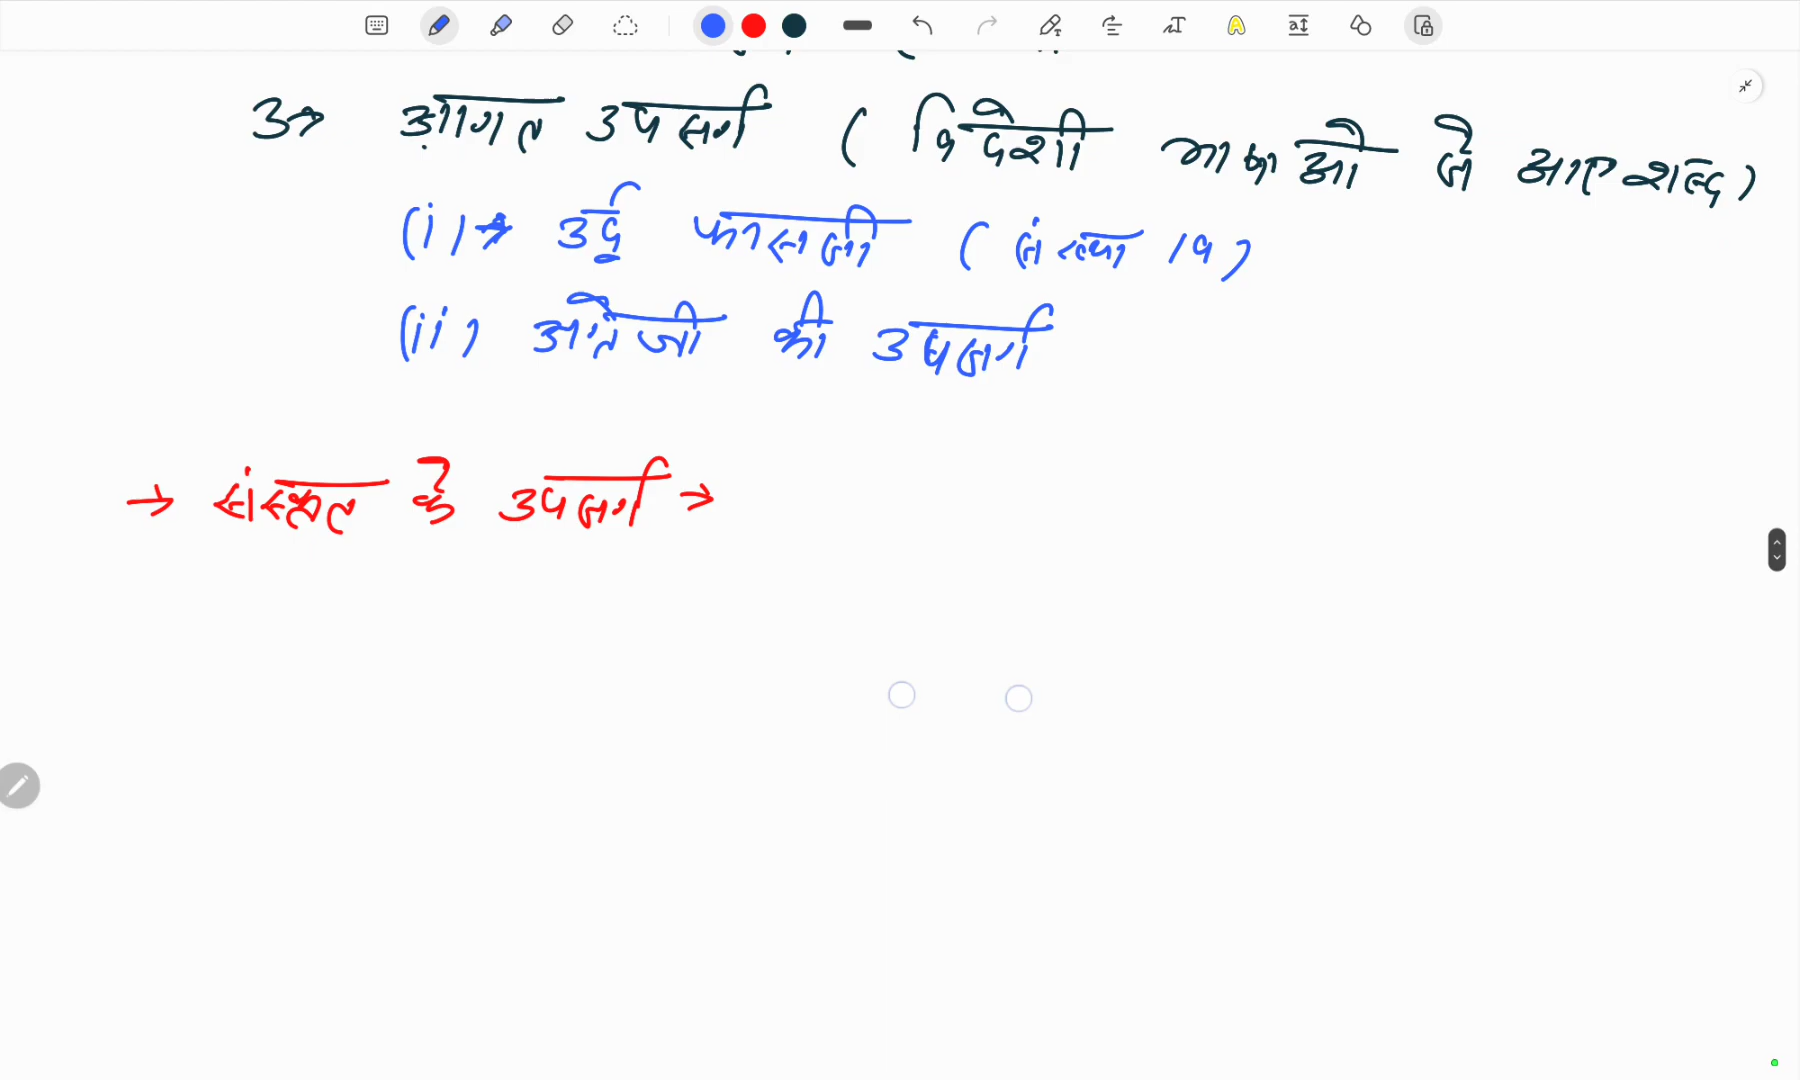 3→ आगत उपसर्ग ( विदेशी भाषाओ से आए शब्द )
(i)→ उर्दू फारसी ( संख्या 19 )
(ii) अंग्रेजी की उपसर्ग
→ संस्कृत के उपसर्ग →